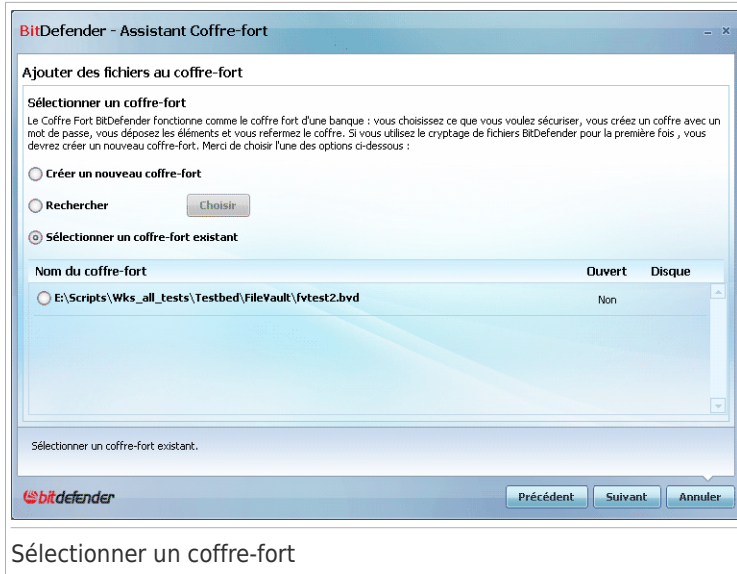 BitDefender - Assistant Coffre-fort
Ajouter des fichiers au coffre-fort
Sélectionner un coffre-fort
Le Coffre Fort BitDefender fonctionne comme le coffre fort d'une banque : vous choisissez ce que vous voulez sécuriser, vous créez un coffre avec un
mot de passe, vous déposez les éléments et vous refermez le coffre. Si vous utilisez le cryptage de fichiers BitDefender pour la première fois , vous
devrez créer un nouveau coffre-fort. Merci de choisir l'une des options ci-dessous :
Créer un nouveau coffre-fort
Rechercher Choisir
Sélectionner un coffre-fort existant
Nom du coffre-fort Ouvert Disque
E:\Scripts\Wks_all_tests\Testbed\FileVault\fvtest2.bvd Non
Sélectionner un coffre-fort existant.
bitdefender Précédent Suivant Annuler
Sélectionner un coffre-fort